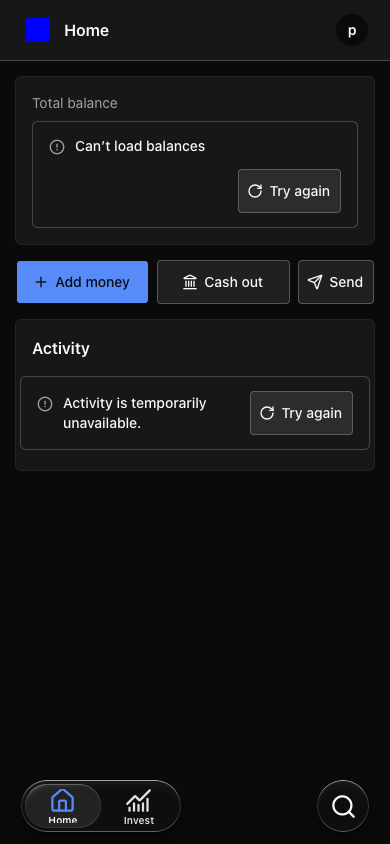 Home
p
Total balance
Can’t load balances
Try again
Add money
Cash out
Send
Activity
Activity is temporarily
unavailable.
Try again
Home
Invest